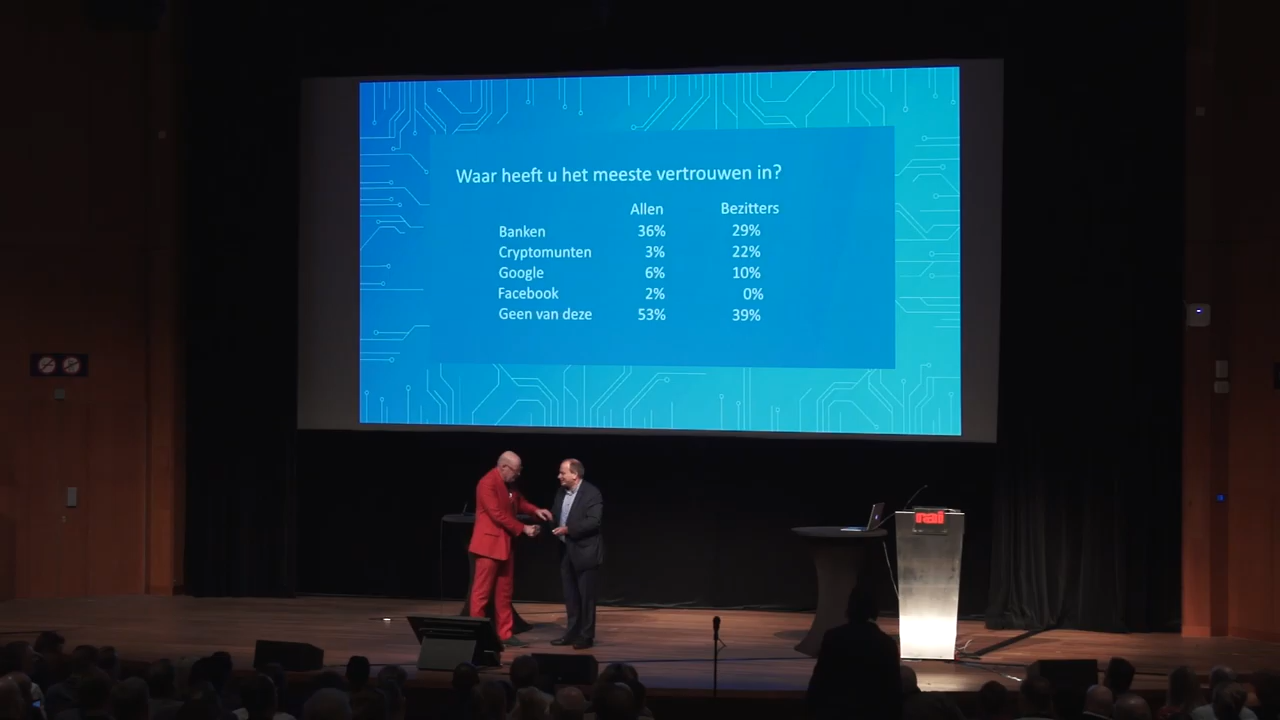 Waar heeft u het meeste vertrouwen in?
Allen Bezitters
Banken 36% 29%
Cryptomunten 3% 22%
Google 6% 10%
Facebook 2% 0%
Geen van deze 53% 39%
rai